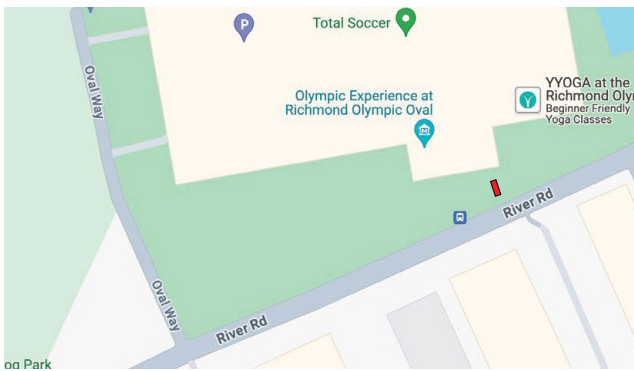 P
Total Soccer
Oval Way
Olympic Experience at
Richmond Olympic Oval
YYOGA at the
Richmond Oly
Beginner Friendly
Yoga Classes
River Rd
Oval Way
River Rd
og Park